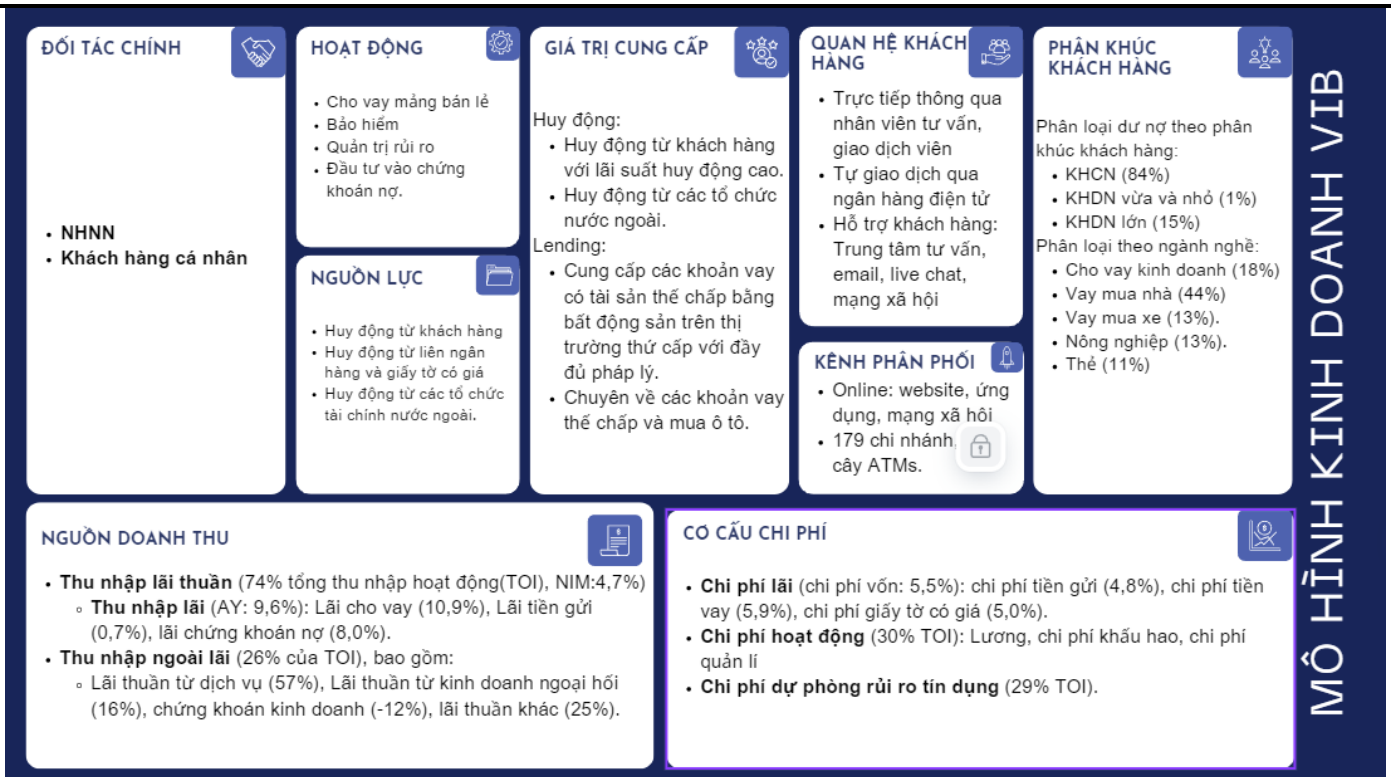 ĐỐI TÁC CHÍNH
• NHNN
• Khách hàng cá nhân
HOẠT ĐỘNG
• Cho vay mảng bán lẻ
• Bảo hiểm
• Quản trị rủi ro
• Đầu tư vào chứng
khoán nợ.
NGUỒN LỰC
• Huy động từ khách hàng
• Huy động từ liên ngân
hàng và giấy tờ có giá
• Huy động từ các tổ chức
tài chính nước ngoài.
GIÁ TRỊ CUNG CẤP
Huy động:
• Huy động từ khách hàng
với lãi suất huy động cao.
• Huy động từ các tổ chức
nước ngoài.
Lending:
• Cung cấp các khoản vay
có tài sản thế chấp bằng
bất động sản trên thị
trường thứ cấp với đầy
đủ pháp lý.
• Chuyên về các khoản vay
thế chấp và mua ô tô.
QUAN HỆ KHÁCH
HÀNG
• Trực tiếp thông qua
nhân viên tư vấn,
giao dịch viên
• Tự giao dịch qua
ngân hàng điện tử
• Hỗ trợ khách hàng:
Trung tâm tư vấn,
email, live chat,
mạng xã hội
KÊNH PHÂN PHỐI
• Online: website, ứng
dụng, mạng xã hôi
• 179 chi nhánh,
cây ATMs.
PHÂN KHÚC
KHÁCH HÀNG
Phân loại dư nợ theo phân
khúc khách hàng:
• KHCN (84%)
• KHDN vừa và nhỏ (1%)
• KHDN lớn (15%)
Phân loại theo ngành nghề:
• Cho vay kinh doanh (18%)
• Vay mua nhà (44%)
• Vay mua xe (13%).
• Nông nghiệp (13%).
• Thẻ (11%)
NGUỒN DOANH THU
• Thu nhập lãi thuần (74% tổng thu nhập hoạt động(TOI), NIM:4,7%)
◦ Thu nhập lãi (AY: 9,6%): Lãi cho vay (10,9%), Lãi tiền gửi
(0,7%), lãi chứng khoán nợ (8,0%).
• Thu nhập ngoài lãi (26% của TOI), bao gồm:
◦ Lãi thuần từ dịch vụ (57%), Lãi thuần từ kinh doanh ngoại hối
(16%), chứng khoán kinh doanh (-12%), lãi thuần khác (25%).
CƠ CẤU CHI PHÍ
• Chi phí lãi (chi phí vốn: 5,5%): chi phí tiền gửi (4,8%), chi phí tiền
vay (5,9%), chi phí giấy tờ có giá (5,0%).
• Chi phí hoạt động (30% TOI): Lương, chi phí khấu hao, chi phí
quản lí
• Chi phí dự phòng rủi ro tín dụng (29% TOI).
MÔ HÌNH KINH DOANH VIB